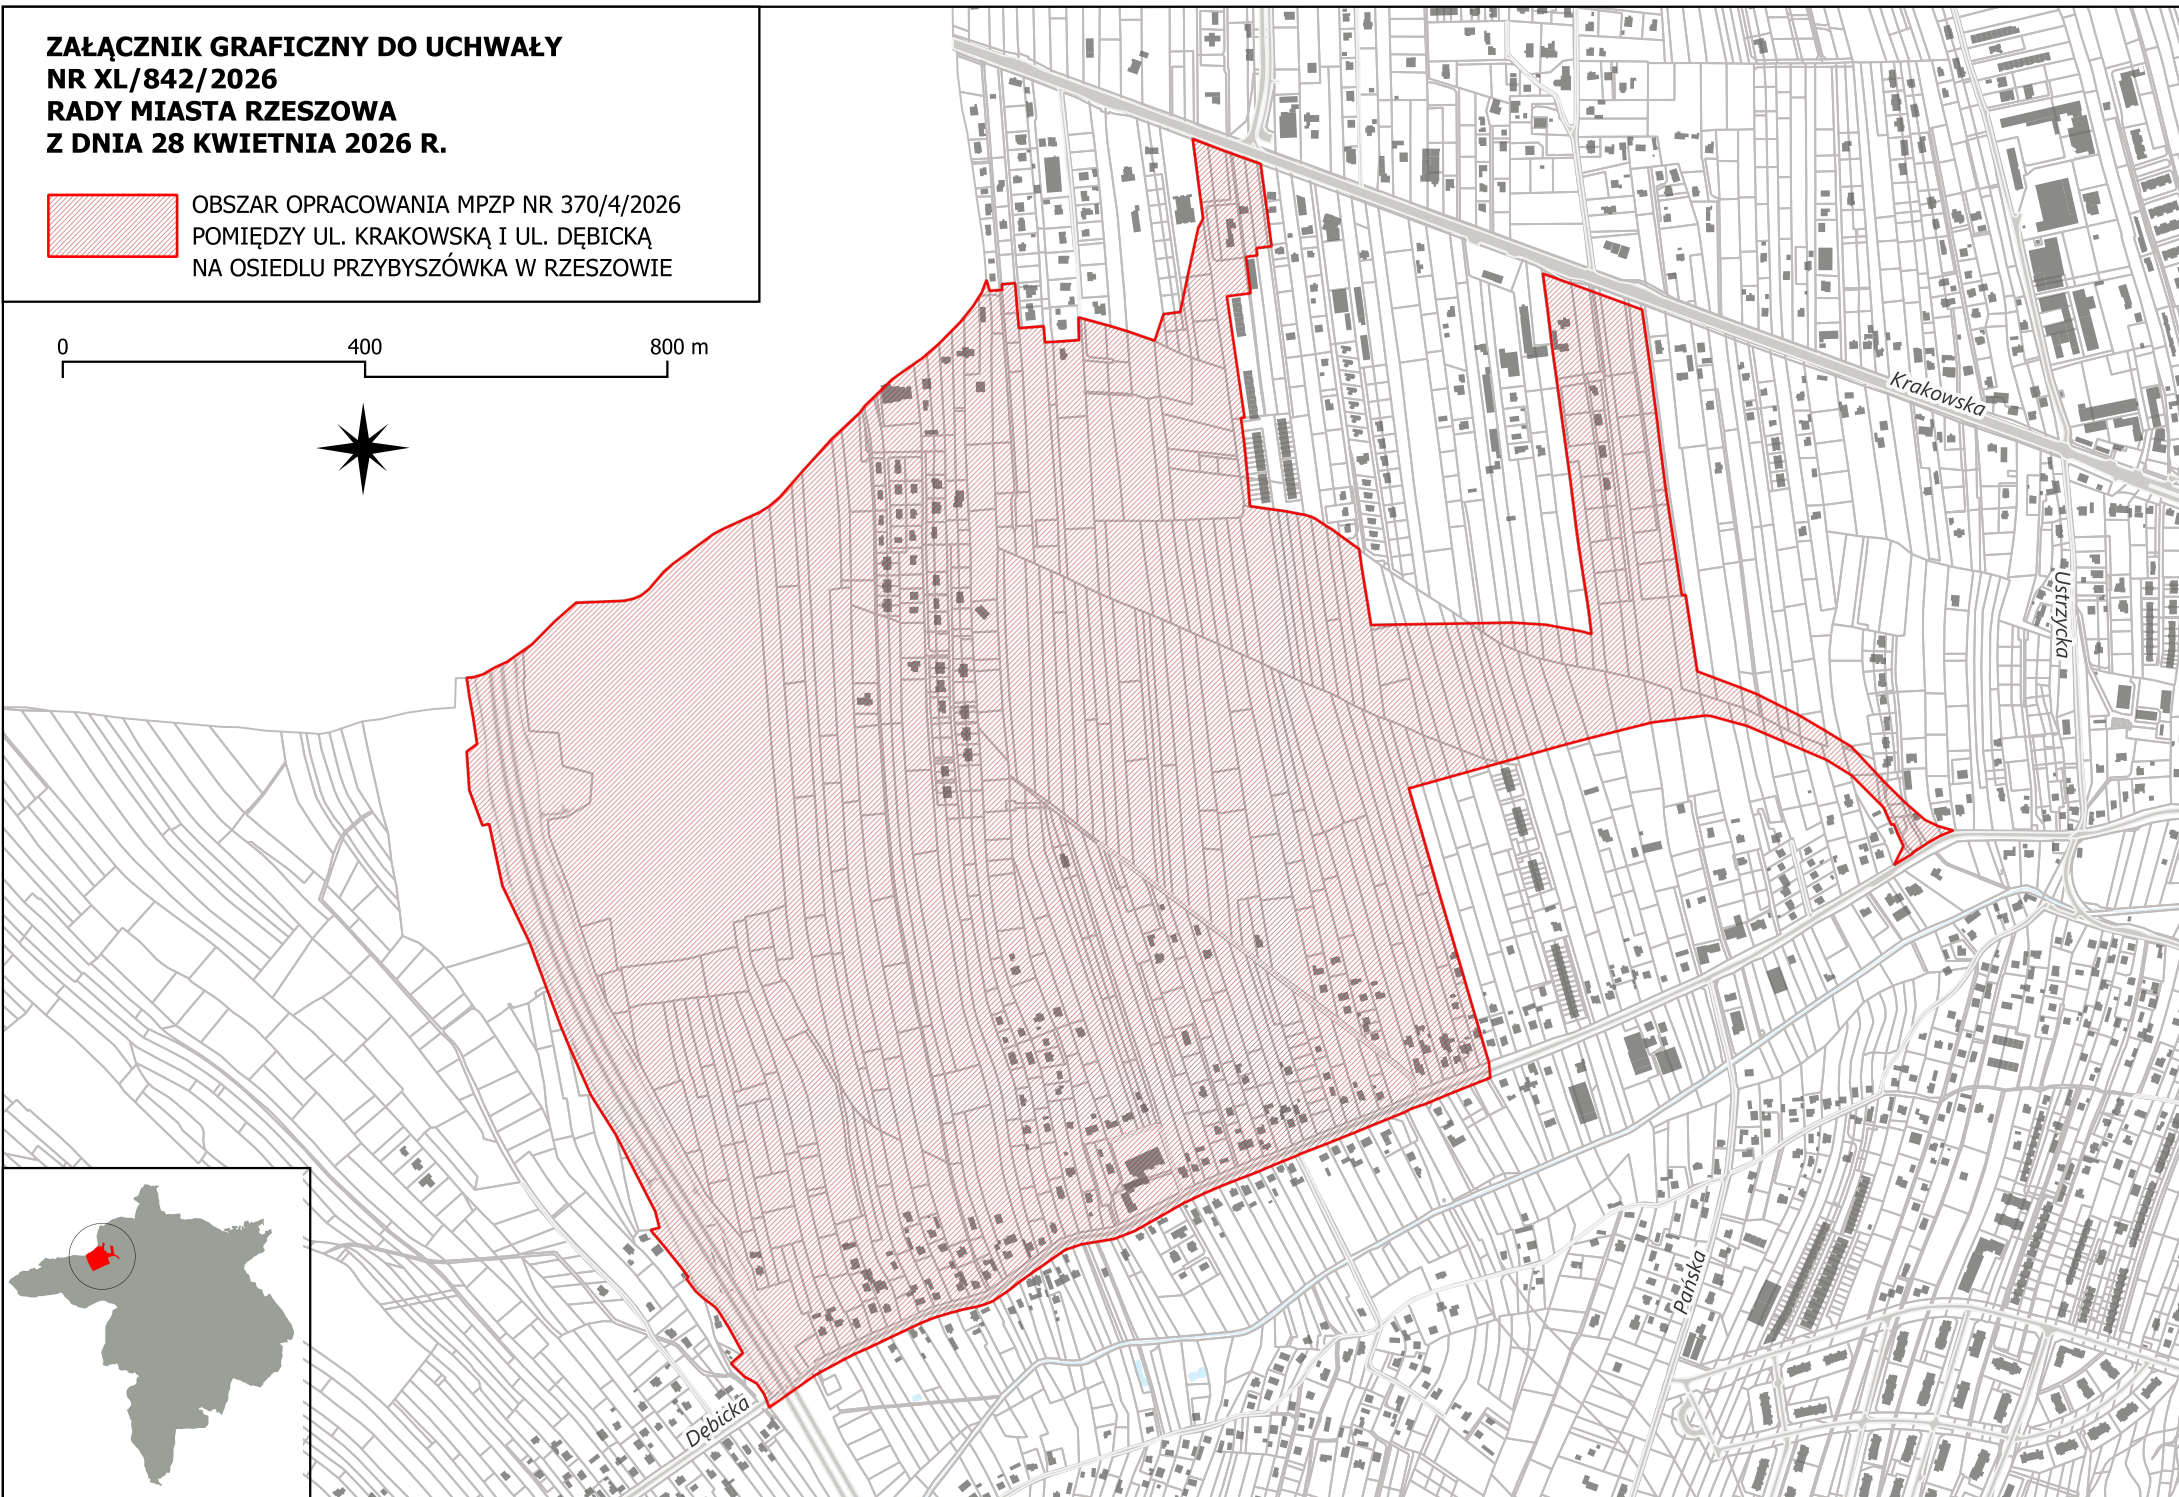 ZAŁĄCZNIK GRAFICZNY DO UCHWAŁY
NR XL/842/2026
RADY MIASTA RZESZOWA
Z DNIA 28 KWIETNIA 2026 R.
OBSZAR OPRACOWANIA MPZP NR 370/4/2026
POMIĘDZY UL. KRAKOWSKĄ I UL. DĘBICKĄ
NA OSIEDLU PRZYBYSZÓWKA W RZESZOWIE
0 400 800 m
Krakowska
Ustrzycka
Pańska
Dębicka